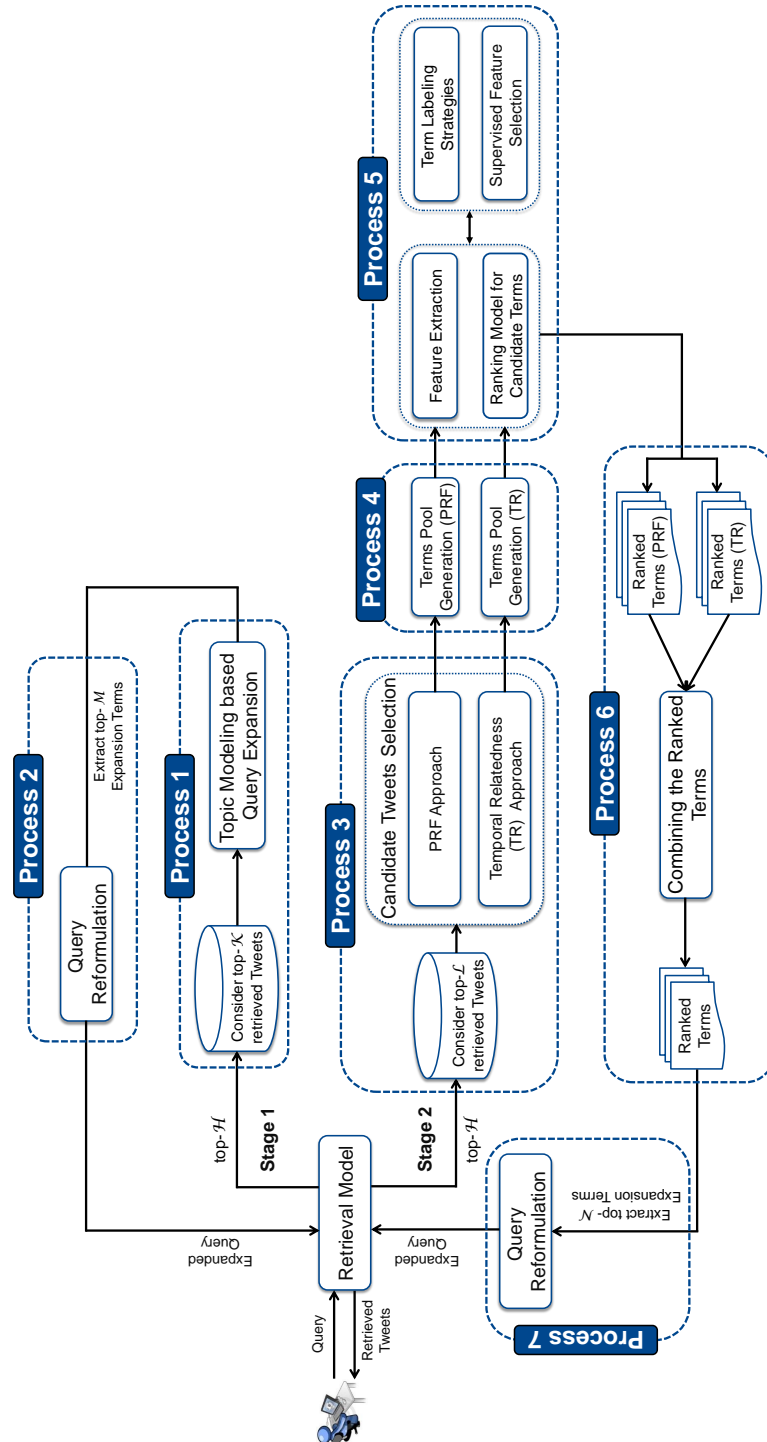 Process 2
Query
Reformulation
Extract top- ℳ
Expansion Terms
Process 1
Consider top-𝒦
retrieved Tweets
Topic Modeling based
Query Expansion
top-ℋ
Stage 1
Expanded
Query
Query
Retrieved
Tweets
Retrieval Model
Stage 2
top-ℋ
Process 3
Consider top-ℒ
retrieved Tweets
Candidate Tweets Selection
PRF Approach
Temporal Relatedness
(TR) Approach
Process 4
Terms Pool
Generation (PRF)
Terms Pool
Generation (TR)
Process 5
Feature Extraction
Ranking Model for
Candidate Terms
Term Labeling
Strategies
Supervised Feature
Selection
Process 6
Ranked
Terms (PRF)
Ranked
Terms (TR)
Combining the Ranked
Terms
Ranked
Terms
Process 7
Extract top- 𝒩
Expansion Terms
Query
Reformulation
Expanded
Query